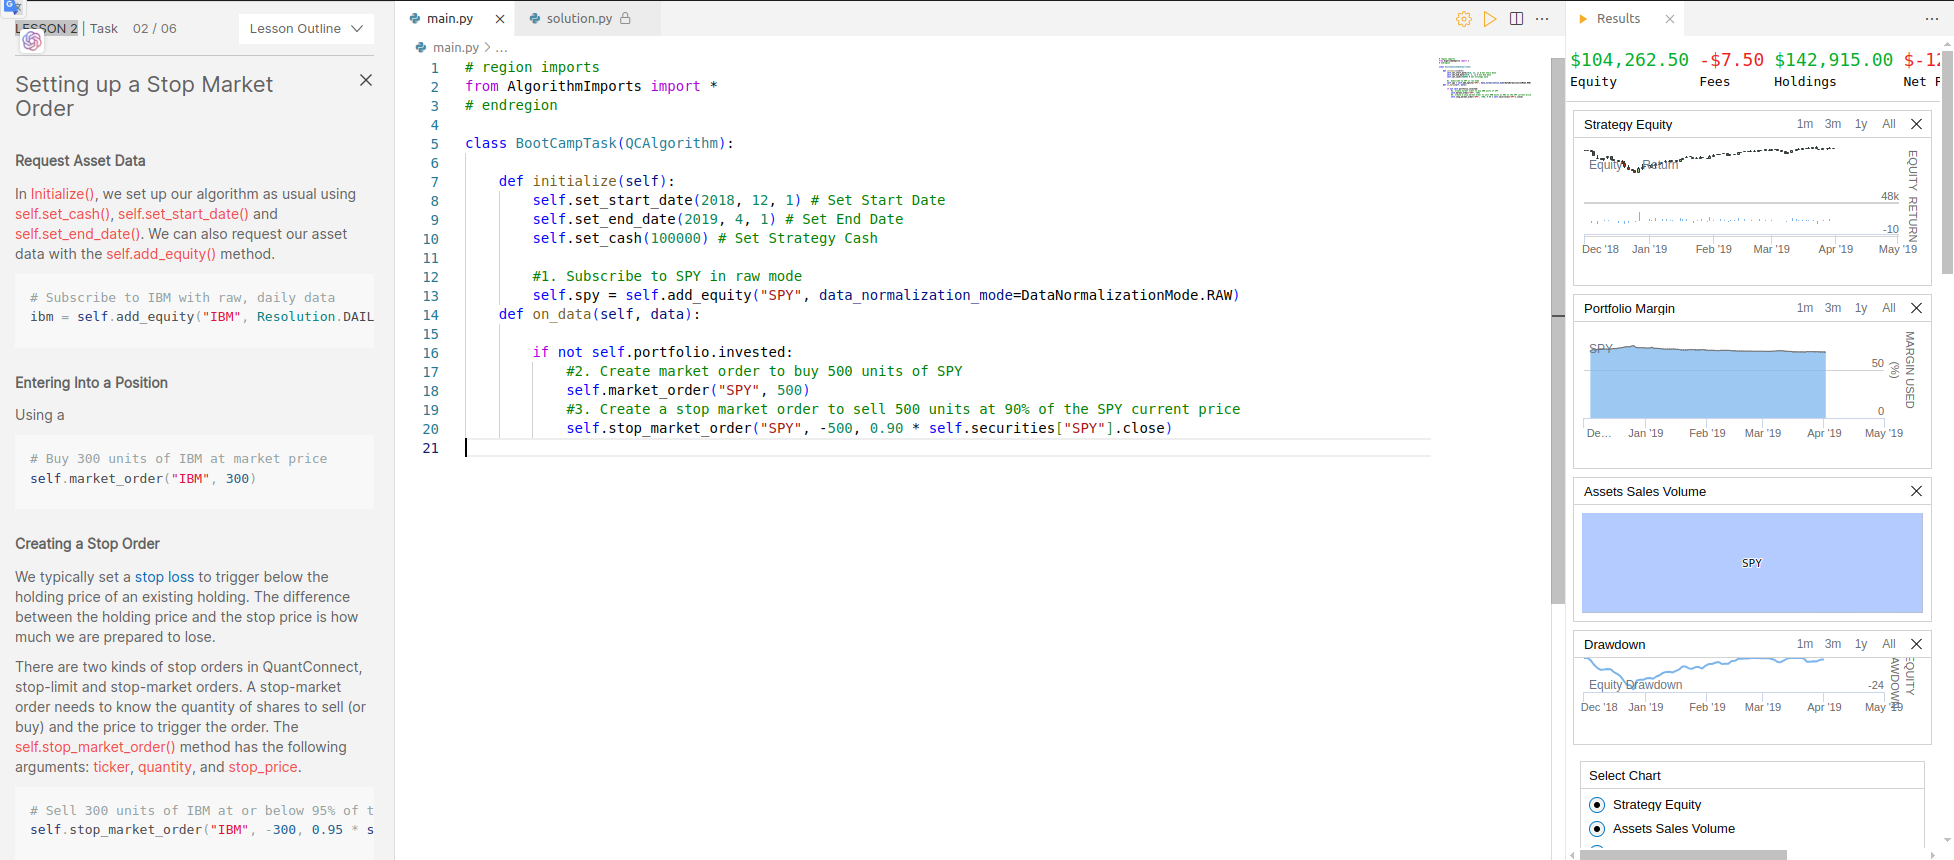 LESSON 2 | Task 02 / 06
Lesson Outline
Setting up a Stop Market
Order
Request Asset Data
In Initialize(), we set up our algorithm as usual using
self.set_cash(), self.set_start_date() and
self.set_end_date(). We can also request our asset
data with the self.add_equity() method.
# Subscribe to IBM with raw, daily data
ibm = self.add_equity("IBM", Resolution.DAIL
Entering Into a Position
Using a
# Buy 300 units of IBM at market price
self.market_order("IBM", 300)
Creating a Stop Order
We typically set a stop loss to trigger below the
holding price of an existing holding. The difference
between the holding price and the stop price is how
much we are prepared to lose.
There are two kinds of stop orders in QuantConnect,
stop-limit and stop-market orders. A stop-market
order needs to know the quantity of shares to sell (or
buy) and the price to trigger the order. The
self.stop_market_order() method has the following
arguments: ticker, quantity, and stop_price.
# Sell 300 units of IBM at or below 95% of t
self.stop_market_order("IBM", -300, 0.95 * s
main.py
solution.py
main.py > ...
1 # region imports
2 from AlgorithmImports import *
3 # endregion
4
5 class BootCampTask(QCAlgorithm):
6
7 def initialize(self):
8 self.set_start_date(2018, 12, 1) # Set Start Date
9 self.set_end_date(2019, 4, 1) # Set End Date
10 self.set_cash(100000) # Set Strategy Cash
11
12 #1. Subscribe to SPY in raw mode
13 self.spy = self.add_equity("SPY", data_normalization_mode=DataNormalizationMode.RAW)
14 def on_data(self, data):
15
16 if not self.portfolio.invested:
17 #2. Create market order to buy 500 units of SPY
18 self.market_order("SPY", 500)
19 #3. Create a stop market order to sell 500 units at 90% of the SPY current price
20 self.stop_market_order("SPY", -500, 0.90 * self.securities["SPY"].close)
21
Results
$104,262.50 -$7.50 $142,915.00 $-12
Equity Fees Holdings Net F
Strategy Equity 1m 3m 1y All
Equity Return
EQUITY RETURN
48k
-10
Dec '18 Jan '19 Feb '19 Mar '19 Apr '19 May '19
Portfolio Margin 1m 3m 1y All
SPY
MARGIN USED
(%)
50
0
De... Jan '19 Feb '19 Mar '19 Apr '19 May '19
Assets Sales Volume
SPY
Drawdown 1m 3m 1y All
Equity Drawdown
-24
EQUITY
AWDOWN
Dec '18 Jan '19 Feb '19 Mar '19 Apr '19 May '19
Select Chart
Strategy Equity
Assets Sales Volume